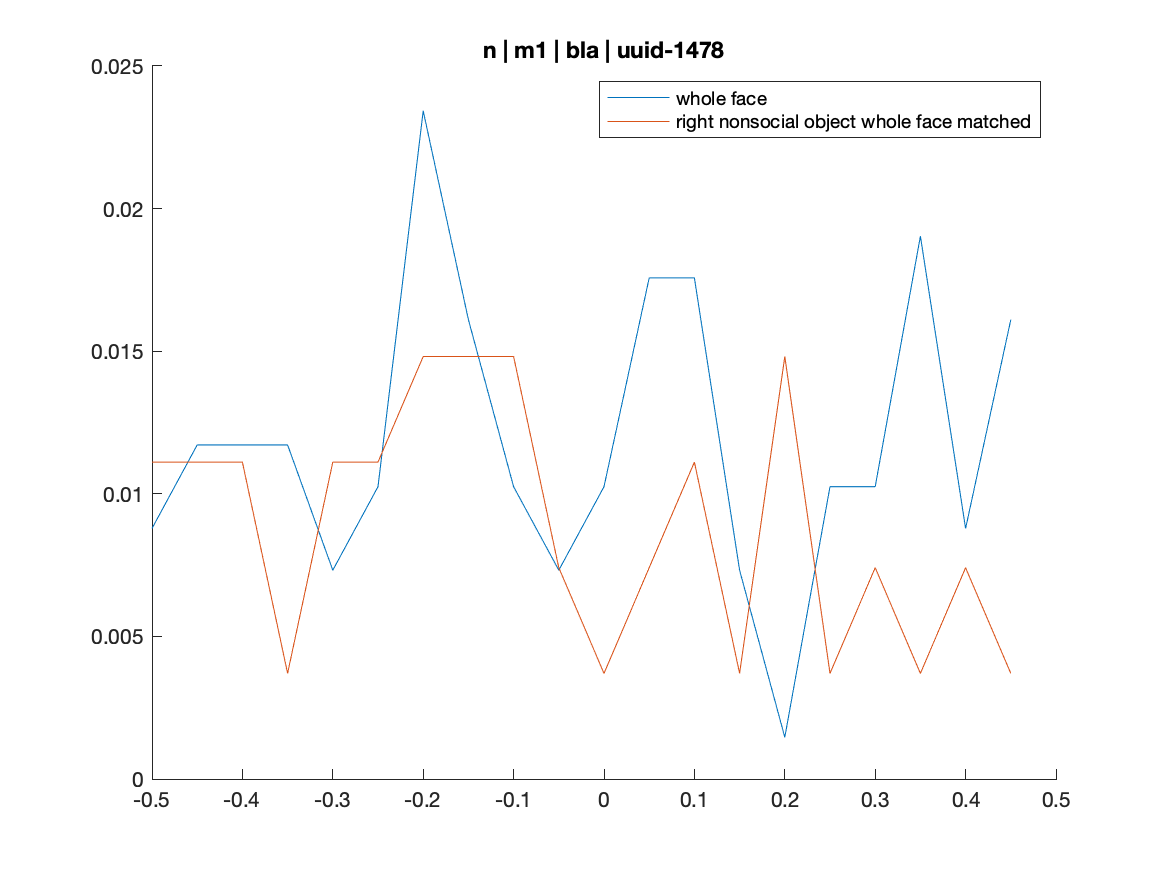 n | m1 | bla | uuid-1478
0.025
whole face
right nonsocial object whole face matched
0.02
0.015
0.01
0.005
0
-0.5 -0.4 -0.3 -0.2 -0.1 0 0.1 0.2 0.3 0.4 0.5